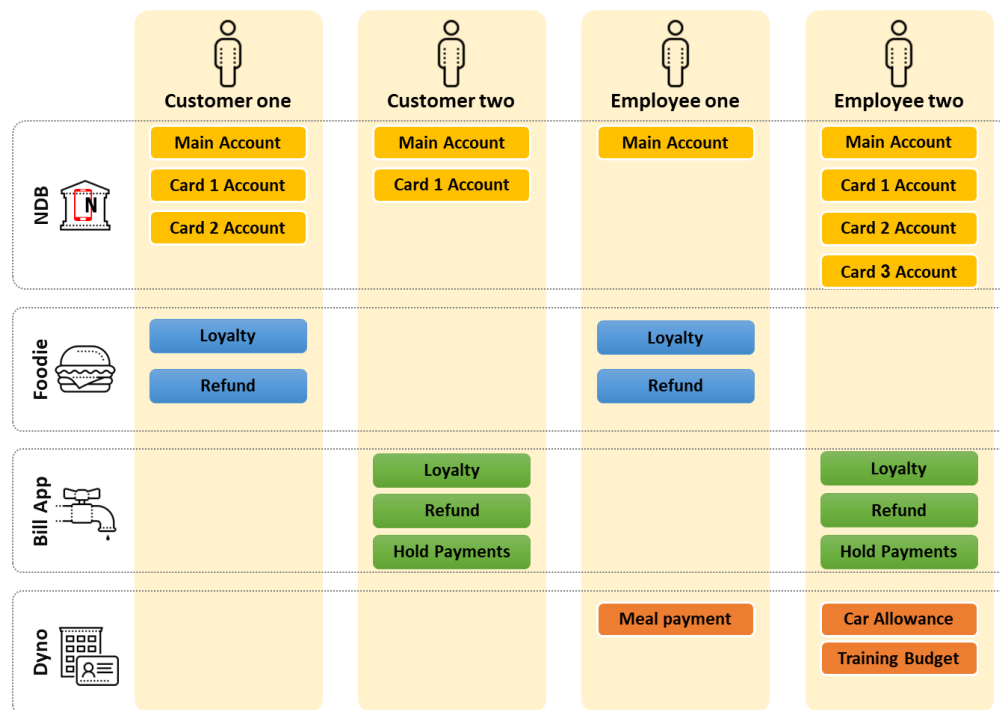 Customer one
Customer two
Employee one
Employee two
NDB
N
Main Account
Main Account
Main Account
Main Account
Card 1 Account
Card 1 Account
Card 1 Account
Card 2 Account
Card 2 Account
Card 3 Account
Foodie
Loyalty
Loyalty
Refund
Refund
Bill App
Loyalty
Loyalty
Refund
Refund
Hold Payments
Hold Payments
Dyno
Meal payment
Car Allowance
Training Budget